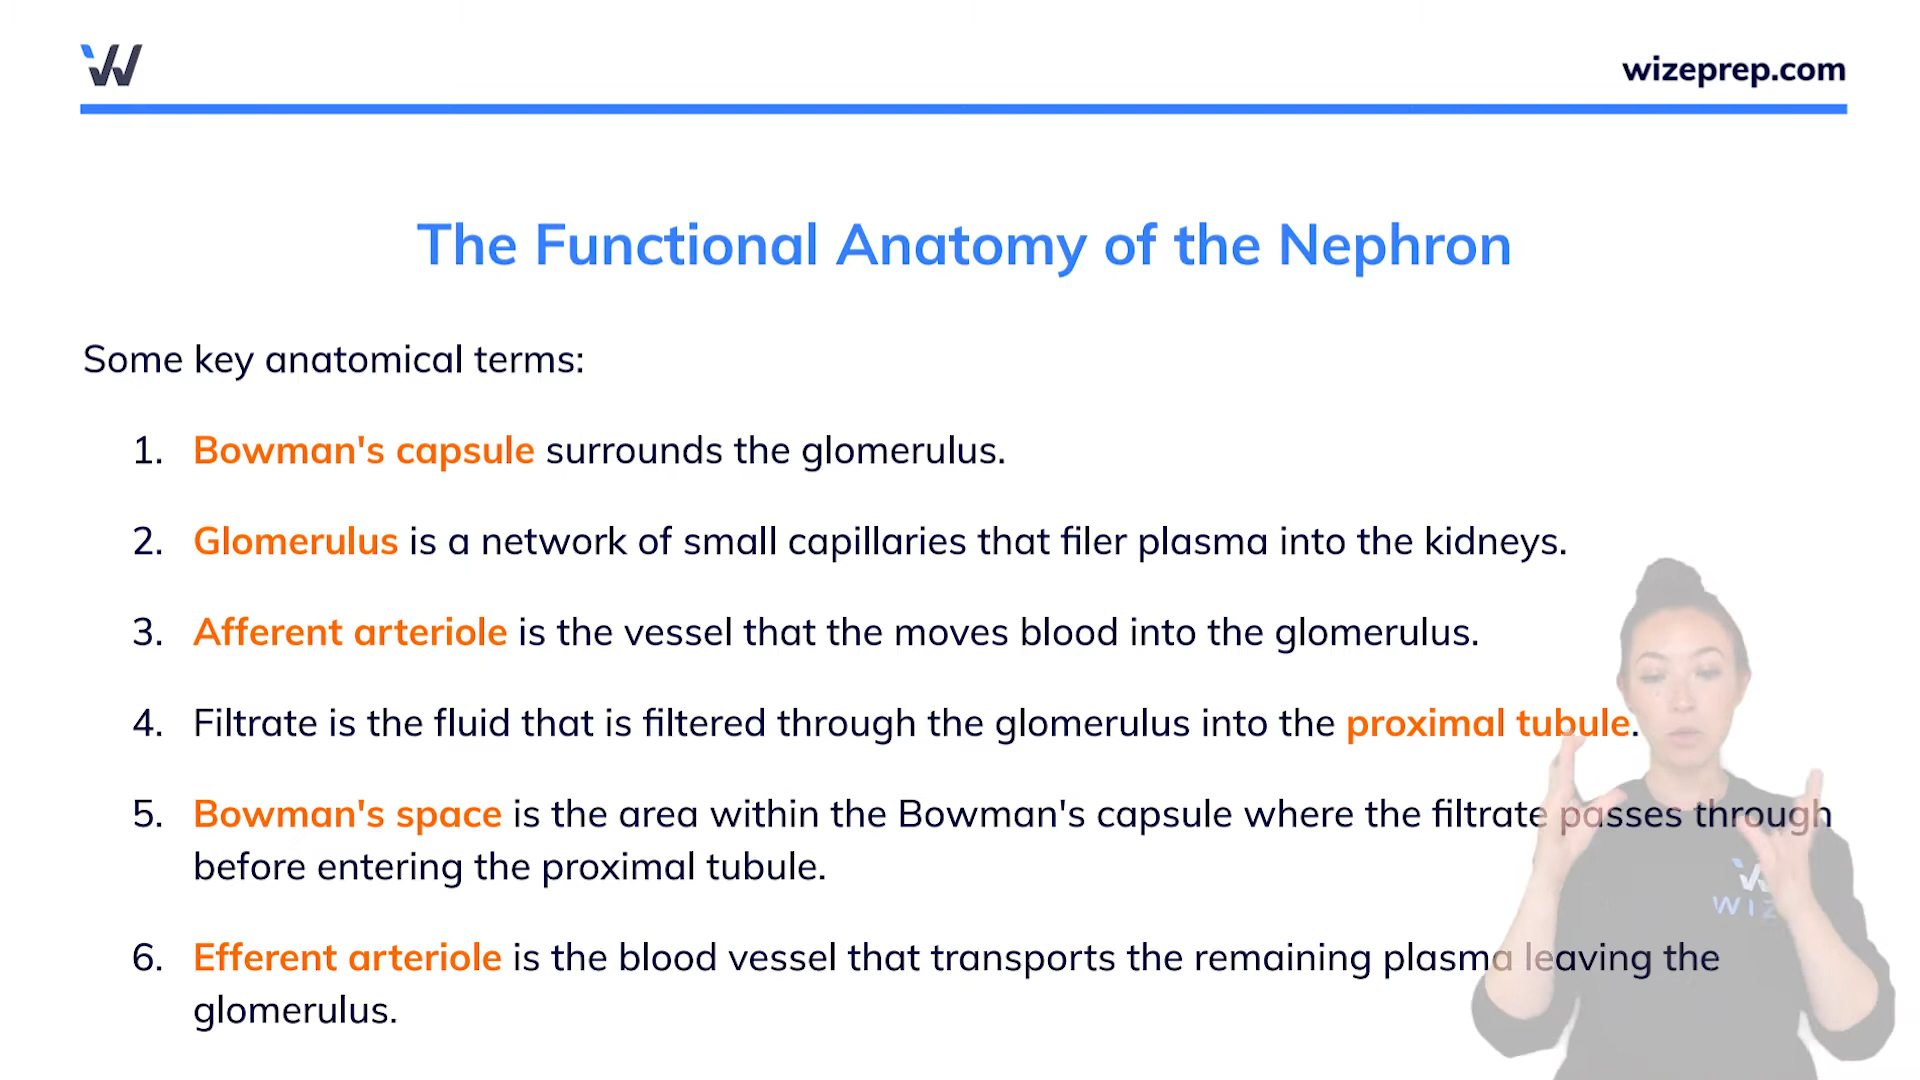 wizeprep.com
The Functional Anatomy of the Nephron
Some key anatomical terms:
1. Bowman's capsule surrounds the glomerulus.
2. Glomerulus is a network of small capillaries that filer plasma into the kidneys.
3. Afferent arteriole is the vessel that the moves blood into the glomerulus.
4. Filtrate is the fluid that is filtered through the glomerulus into the proximal tubule.
5. Bowman's space is the area within the Bowman's capsule where the filtrate passes through
before entering the proximal tubule.
6. Efferent arteriole is the blood vessel that transports the remaining plasma leaving the
glomerulus.